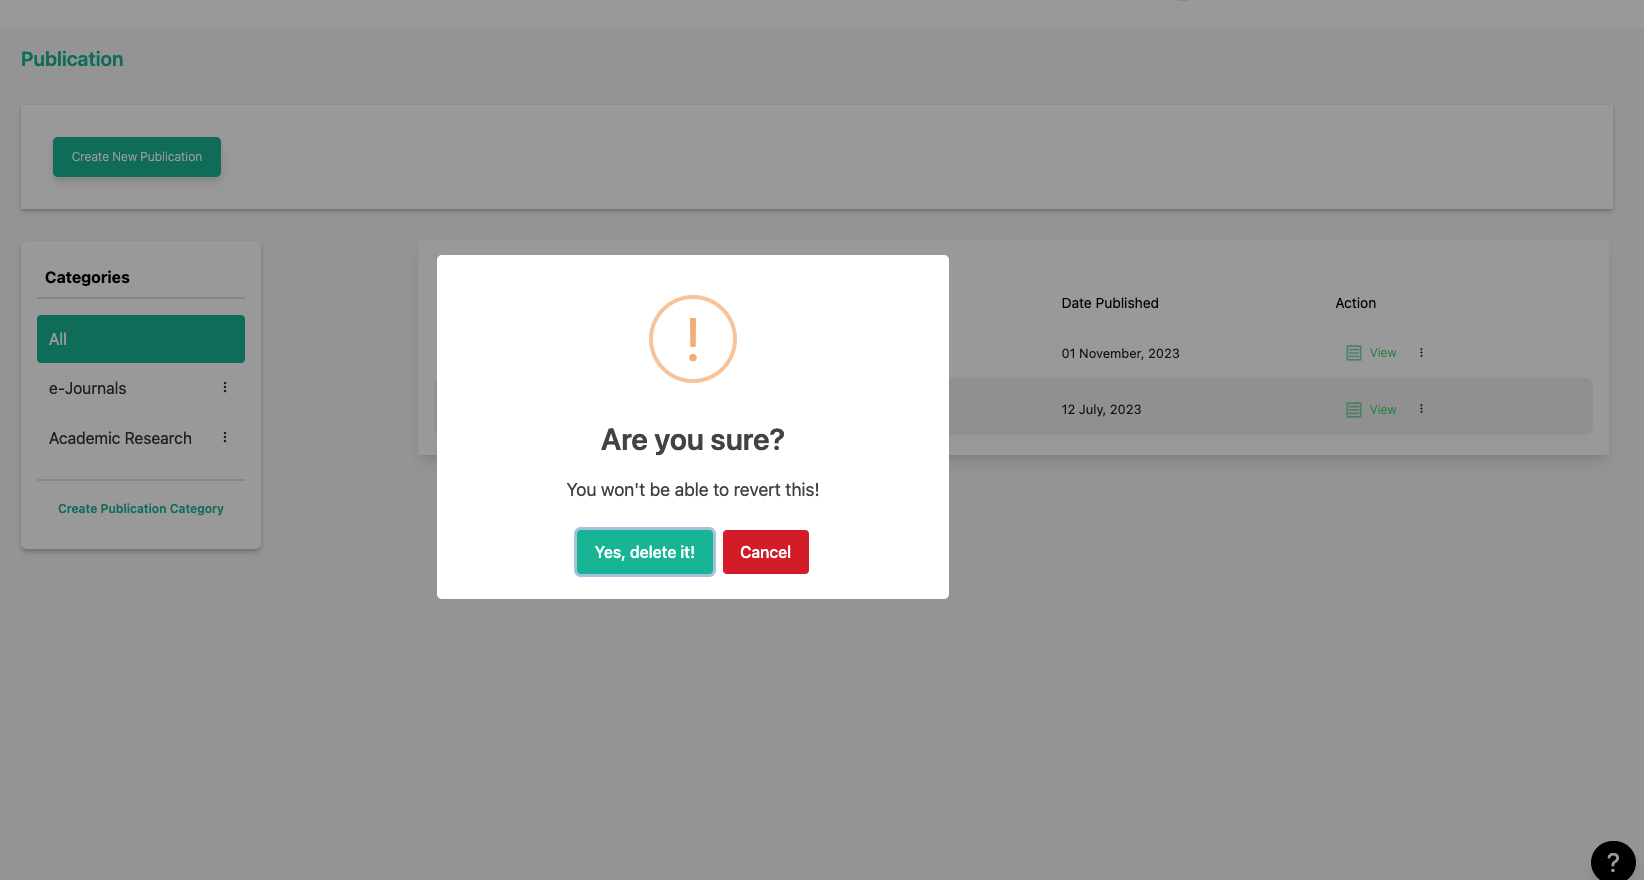 Publication
Create New Publication
Categories
All
e-Journals
Academic Research
Create Publication Category
Date Published Action
01 November, 2023 View
12 July, 2023 View
!
Are you sure?
You won't be able to revert this!
Yes, delete it! Cancel
?